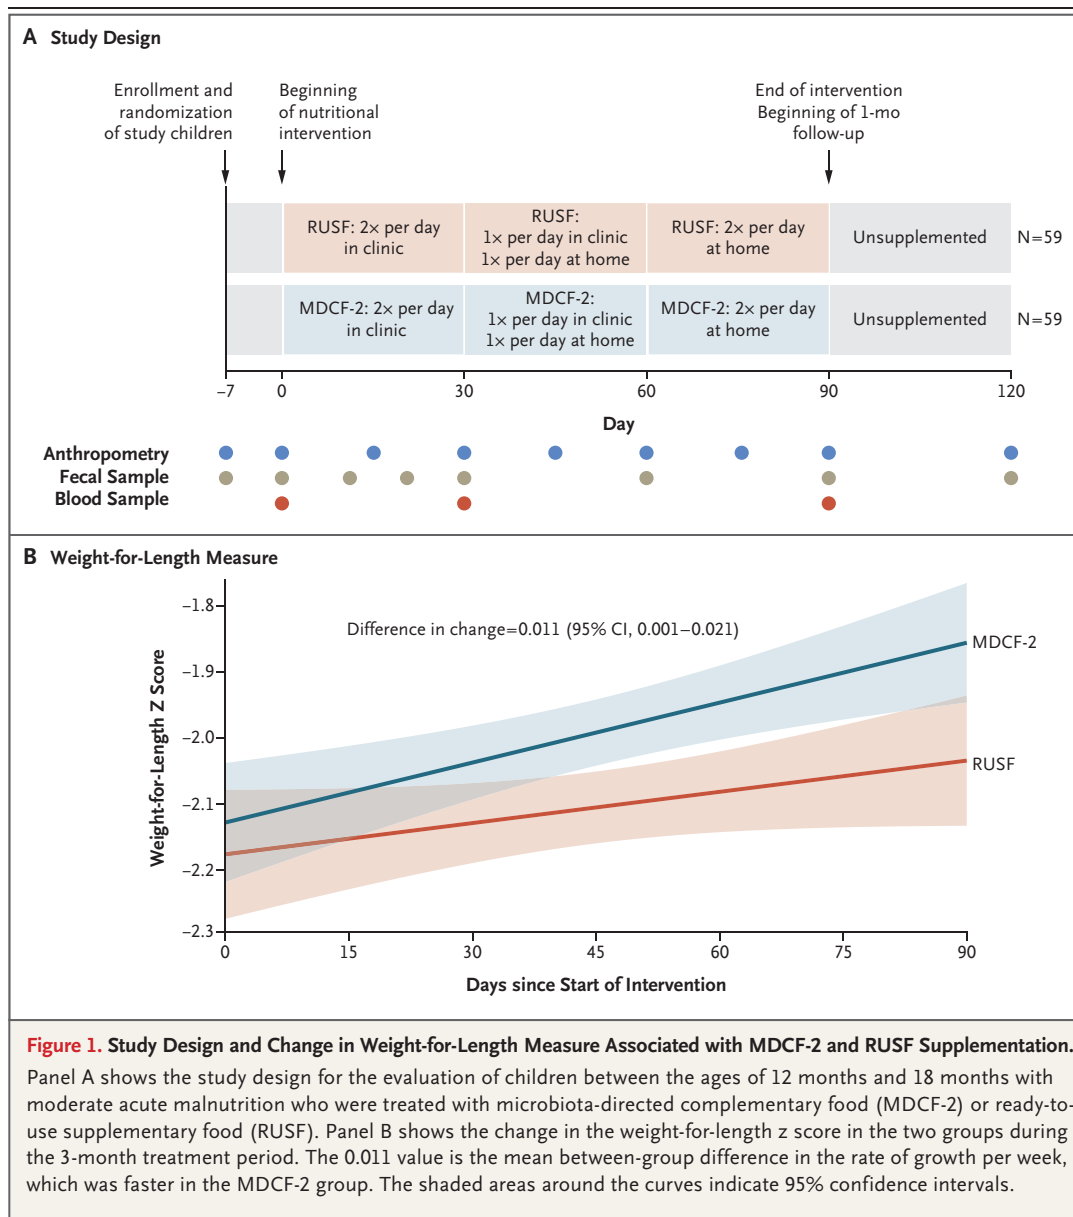 A Study Design
Enrollment and
randomization
of study children
Beginning
of nutritional
intervention
End of intervention
Beginning of 1-mo
follow-up
RUSF: 2× per day
in clinic
RUSF:
1× per day in clinic
1× per day at home
RUSF: 2× per day
at home
Unsupplemented
N=59
MDCF-2: 2× per day
in clinic
MDCF-2:
1× per day in clinic
1× per day at home
MDCF-2: 2× per day
at home
Unsupplemented
N=59
−7 0 30 60 90 120
Day
Anthropometry
Fecal Sample
Blood Sample
B Weight-for-Length Measure
Weight-for-Length Z Score
−1.8
−1.9
−2.0
−2.1
−2.2
−2.3
Difference in change=0.011 (95% CI, 0.001–0.021)
MDCF-2
RUSF
0 15 30 45 60 75 90
Days since Start of Intervention
Figure 1. Study Design and Change in Weight-for-Length Measure Associated with MDCF-2 and RUSF Supplementation.
Panel A shows the study design for the evaluation of children between the ages of 12 months and 18 months with
moderate acute malnutrition who were treated with microbiota-directed complementary food (MDCF-2) or ready-to-
use supplementary food (RUSF). Panel B shows the change in the weight-for-length z score in the two groups during
the 3-month treatment period. The 0.011 value is the mean between-group difference in the rate of growth per week,
which was faster in the MDCF-2 group. The shaded areas around the curves indicate 95% confidence intervals.